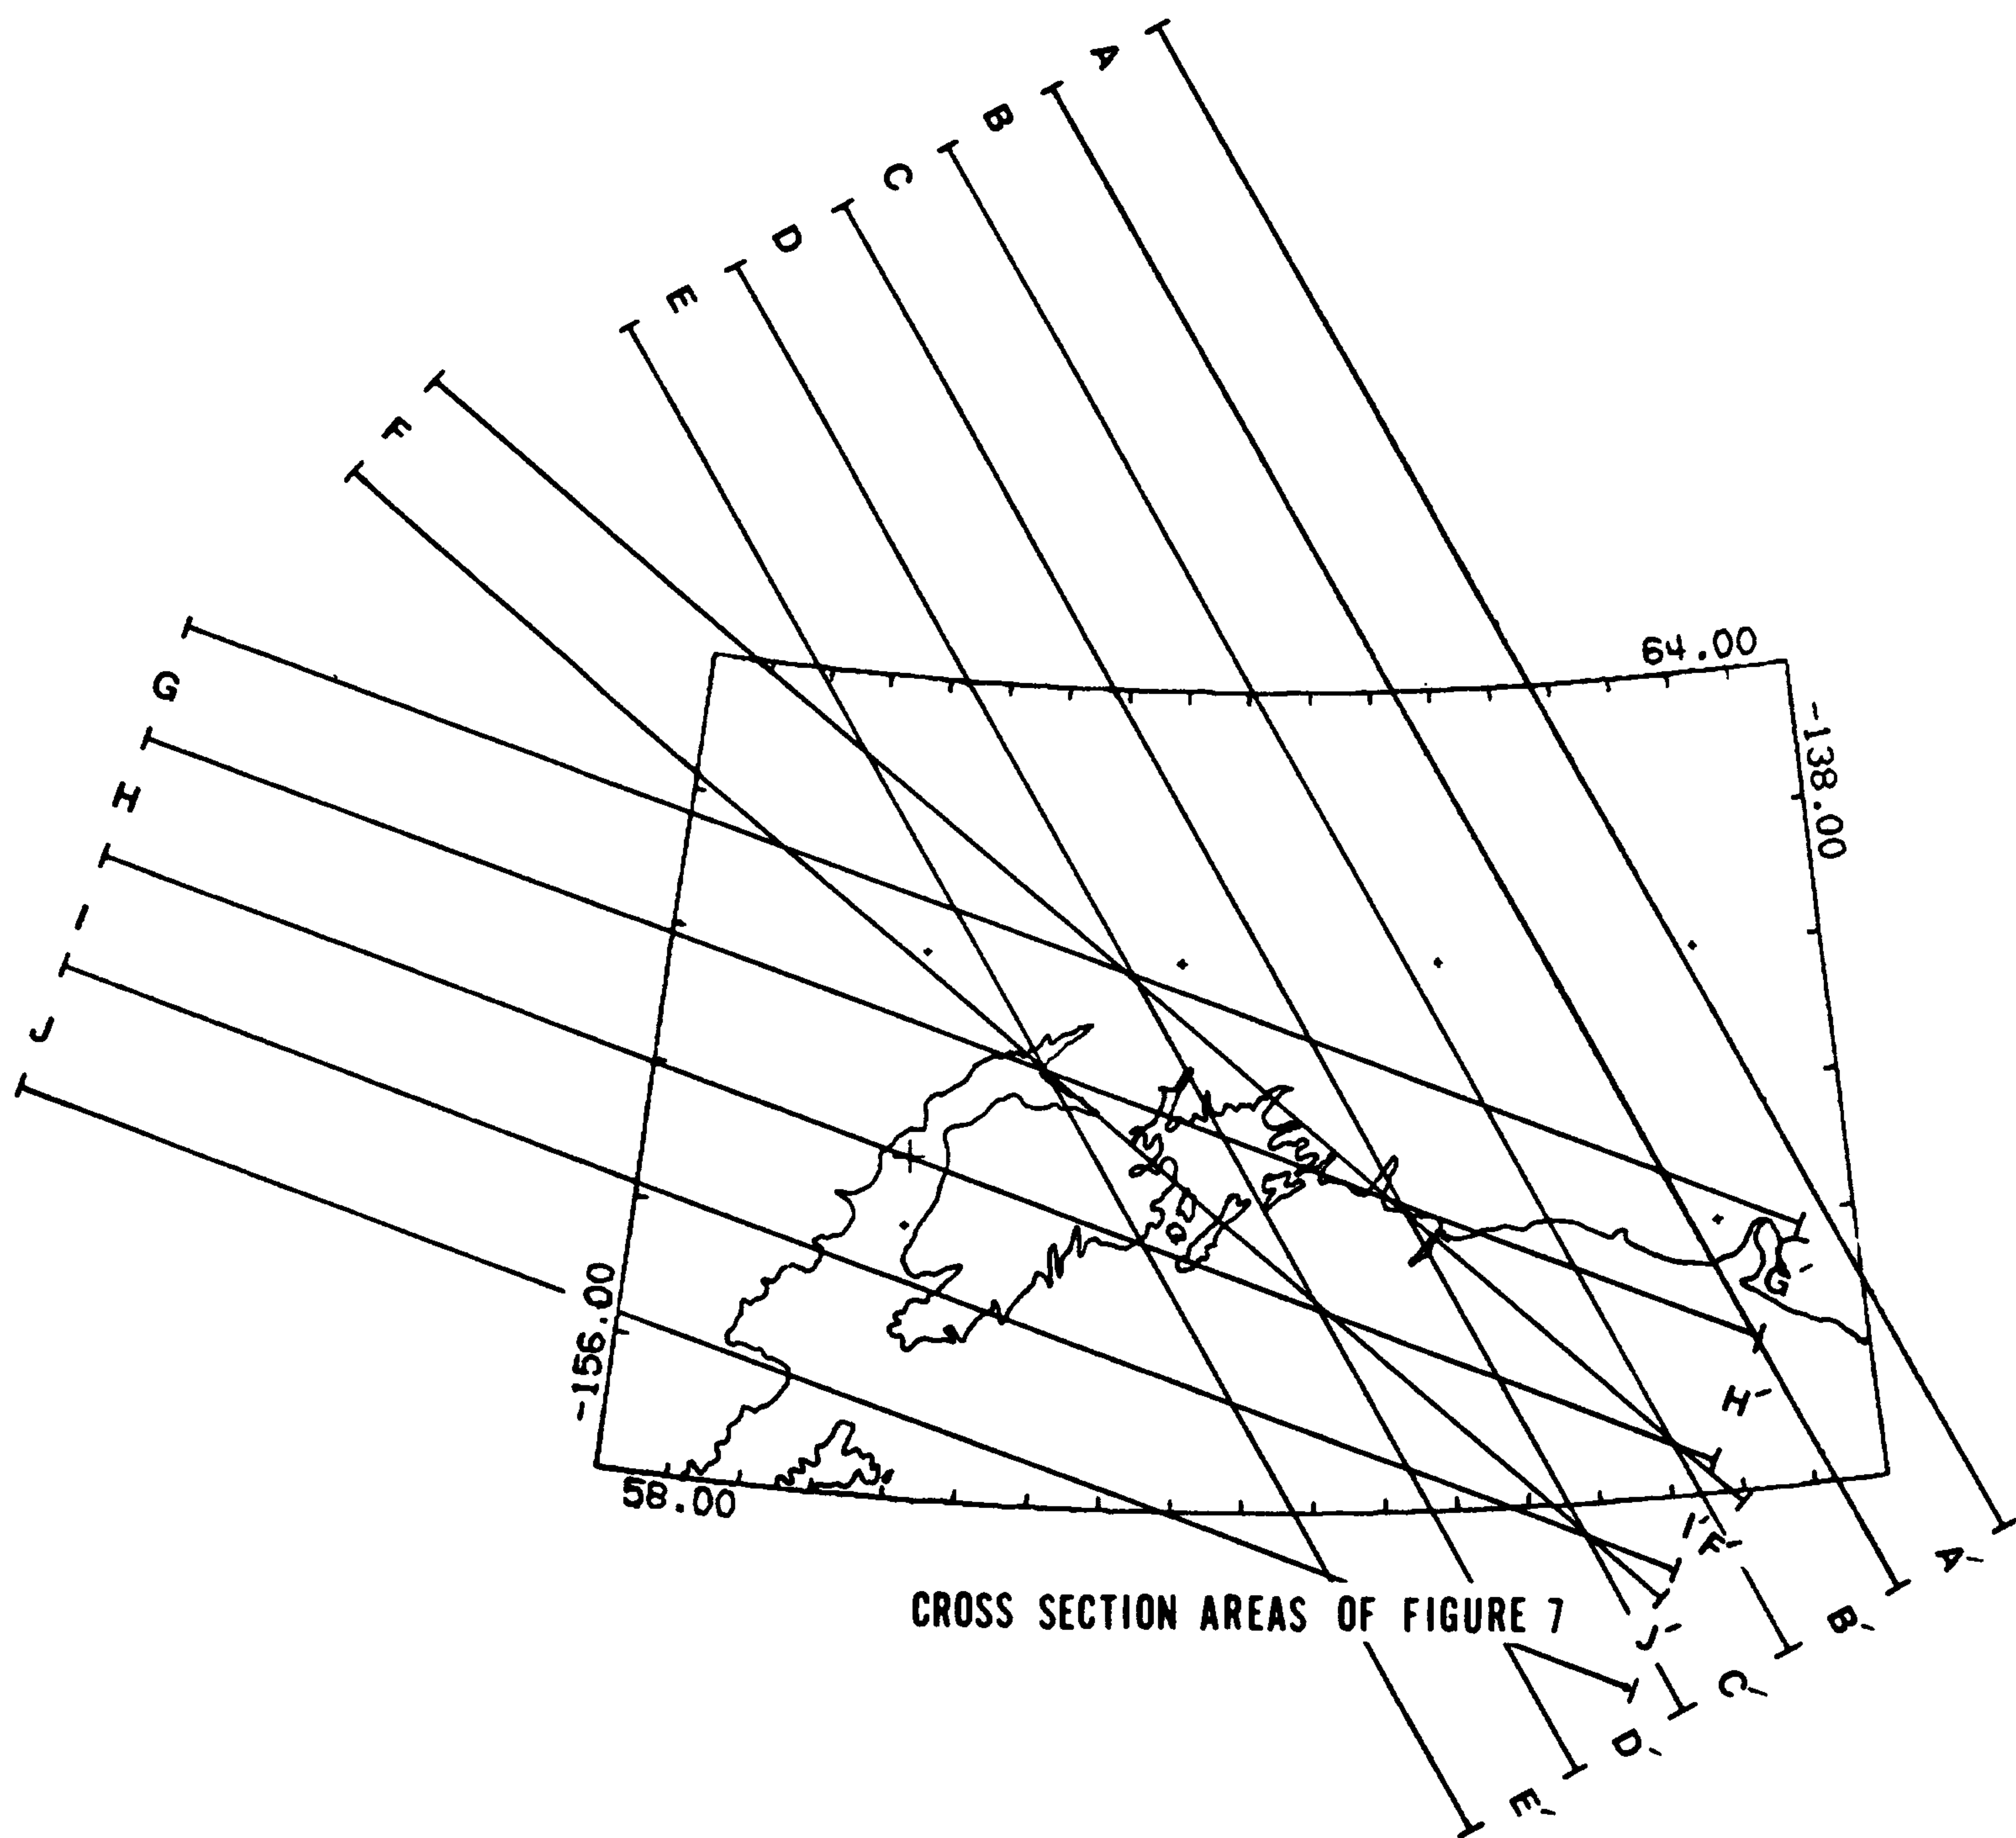 A
B
C
D
E
F
G
H
I
J
64.00
-138.00
-156.00
58.00
G'
H'
I'
F'
A'
B'
J'
C'
D'
E'
CROSS SECTION AREAS OF FIGURE 7